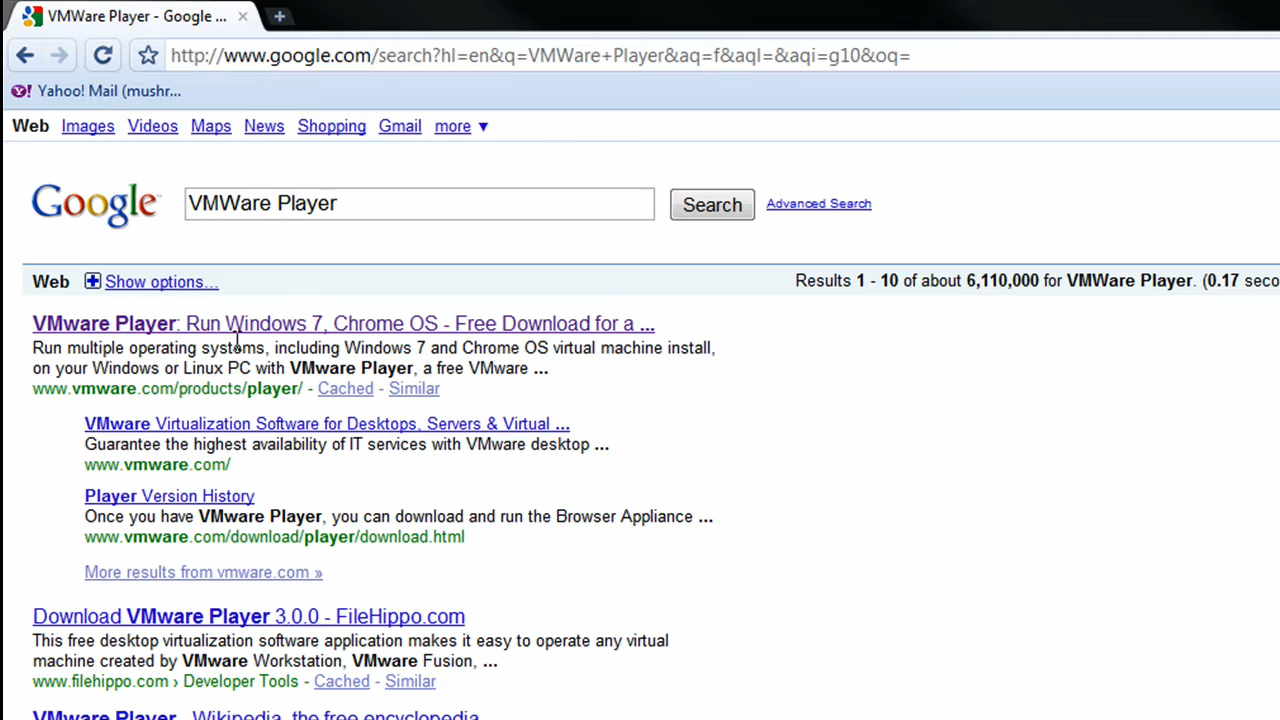 VMWare Player - Google ...
http://www.google.com/search?hl=en&q=VMWare+Player&aq=f&aql=&aqi=g10&oq=
Yahoo! Mail (mushr...
Web Images Videos Maps News Shopping Gmail more ▼
Google VMWare Player Search Advanced Search
Web Show options... Results 1 - 10 of about 6,110,000 for VMWare Player. (0.17 seco
VMware Player: Run Windows 7, Chrome OS - Free Download for a ...
Run multiple operating systems, including Windows 7 and Chrome OS virtual machine install,
on your Windows or Linux PC with VMware Player, a free VMware ...
www.vmware.com/products/player/ - Cached - Similar
VMware Virtualization Software for Desktops, Servers & Virtual ...
Guarantee the highest availability of IT services with VMware desktop ...
www.vmware.com/
Player Version History
Once you have VMware Player, you can download and run the Browser Appliance ...
www.vmware.com/download/player/download.html
More results from vmware.com »
Download VMware Player 3.0.0 - FileHippo.com
This free desktop virtualization software application makes it easy to operate any virtual
machine created by VMware Workstation, VMware Fusion, ...
www.filehippo.com › Developer Tools - Cached - Similar
VMware Player - Wikipedia, the free encyclopedia